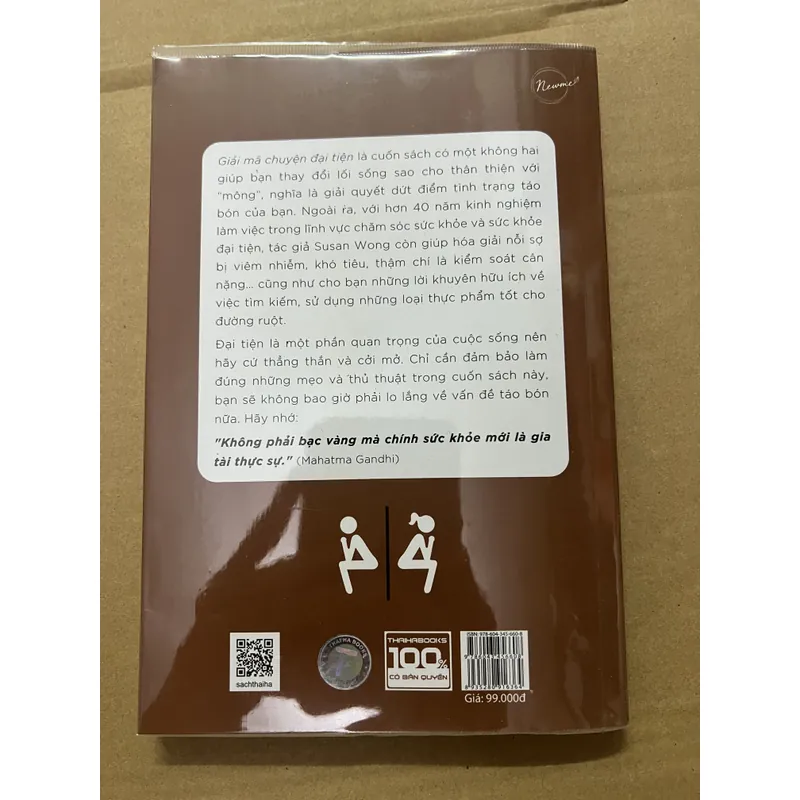 Newme
Giải mã chuyện đại tiện là cuốn sách có một không hai
giúp bạn thay đổi lối sống sao cho thân thiện với
“mông”, nghĩa là giải quyết dứt điểm tình trạng táo
bón của bạn. Ngoài ra, với hơn 40 năm kinh nghiệm
làm việc trong lĩnh vực chăm sóc sức khỏe và sức khỏe
đại tiện, tác giả Susan Wong còn giúp hóa giải nỗi sợ
bị viêm nhiễm, khó tiêu, thậm chí là kiểm soát cân
nặng... cũng như cho bạn những lời khuyên hữu ích về
việc tìm kiếm, sử dụng những loại thực phẩm tốt cho
đường ruột.
Đại tiện là một phần quan trọng của cuộc sống nên
hãy cứ thẳng thắn và cởi mở. Chỉ cần đảm bảo làm
đúng những mẹo và thủ thuật trong cuốn sách này,
bạn sẽ không bao giờ phải lo lắng về vấn đề táo bón
nữa. Hãy nhớ:
"Không phải bạc vàng mà chính sức khỏe mới là gia
tài thực sự." (Mahatma Gandhi)
sachthaiha
THAIHABOOKS
100%
CÓ BẢN QUYỀN
ISBN: 978-604-345-660-8
8 935280 916364
Giá: 99.000đ